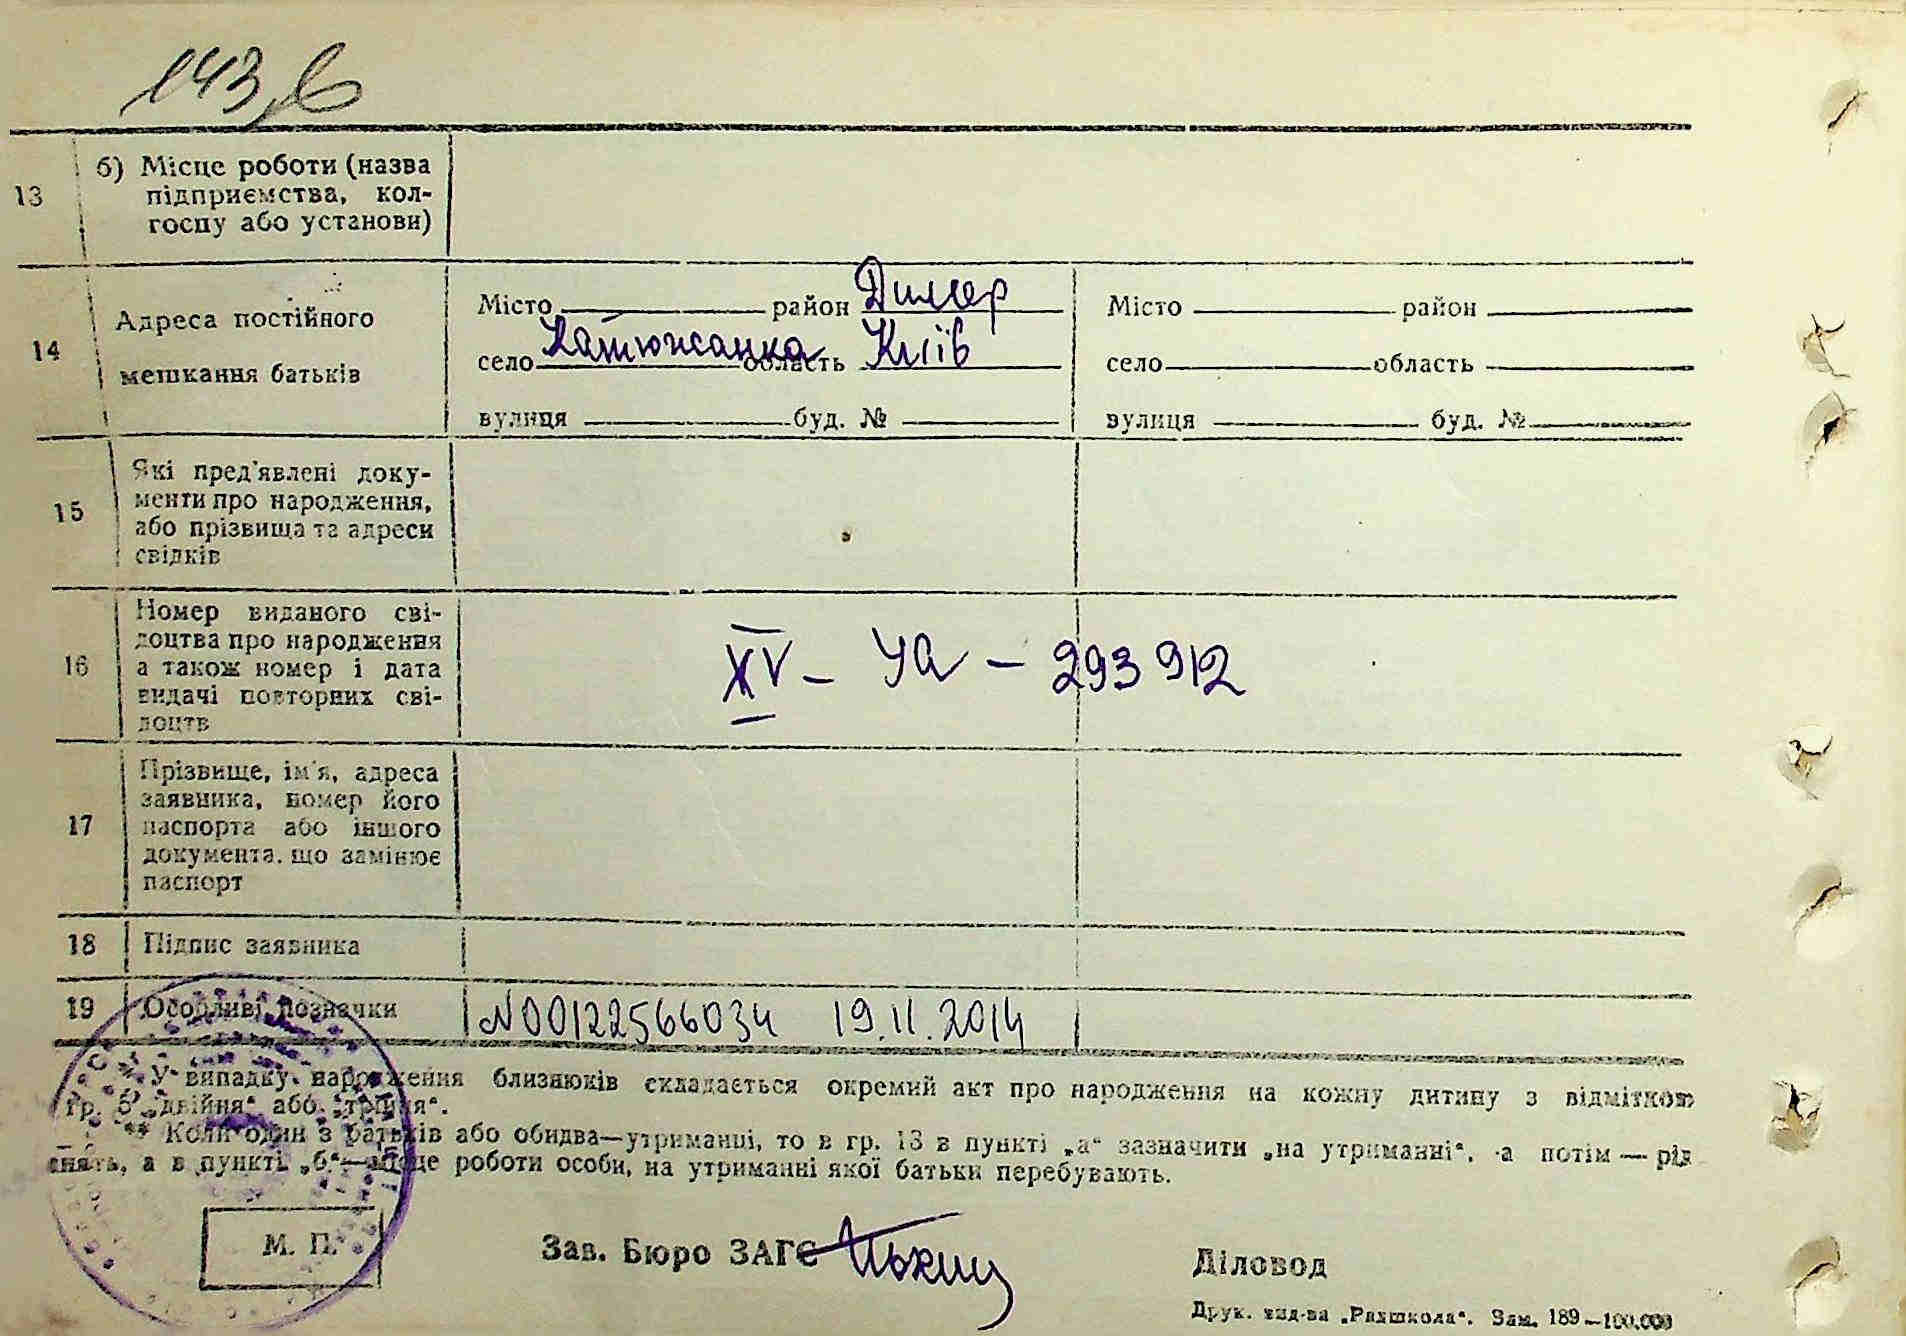 143 в
13
б) Місце роботи (назва
підприємства, кол-
госпу або установи)
14
Адреса постійного
мешкання батьків
Місто район Димер
село Катюжанка область Київ
вулиця буд. №
Місто район
село область
вулиця буд. №
15
Які пред'явлені доку-
менти про народження,
або прізвища та адреси
свідків
16
Номер виданого сві-
доцтва про народження
а також номер і дата
видачі повторних сві-
доцтв
XV - УА - 293912
17
Прізвище, ім'я, адреса
заявника, номер його
паспорта або іншого
документа, що замінює
паспорт
18
Підпис заявника
19
Особливі позначки
N00122566034 19.11.2014
У випадку народження близнюків складається окремий акт про народження на кожну дитину з відміткою
гр. 5 „двійня“ або „трійня“.
Коли один з батьків або обидва—утриманці, то в гр. 13 в пункті „а“ зазначити „на утриманні“, а потім — рід
знять, а в пункті „б“—місце роботи особи, на утриманні якої батьки перебувають.
М. П.
Зав. Бюро ЗАГС
Діловод
Друк. вид-ва „Радшкола“. Зам. 189—100.000